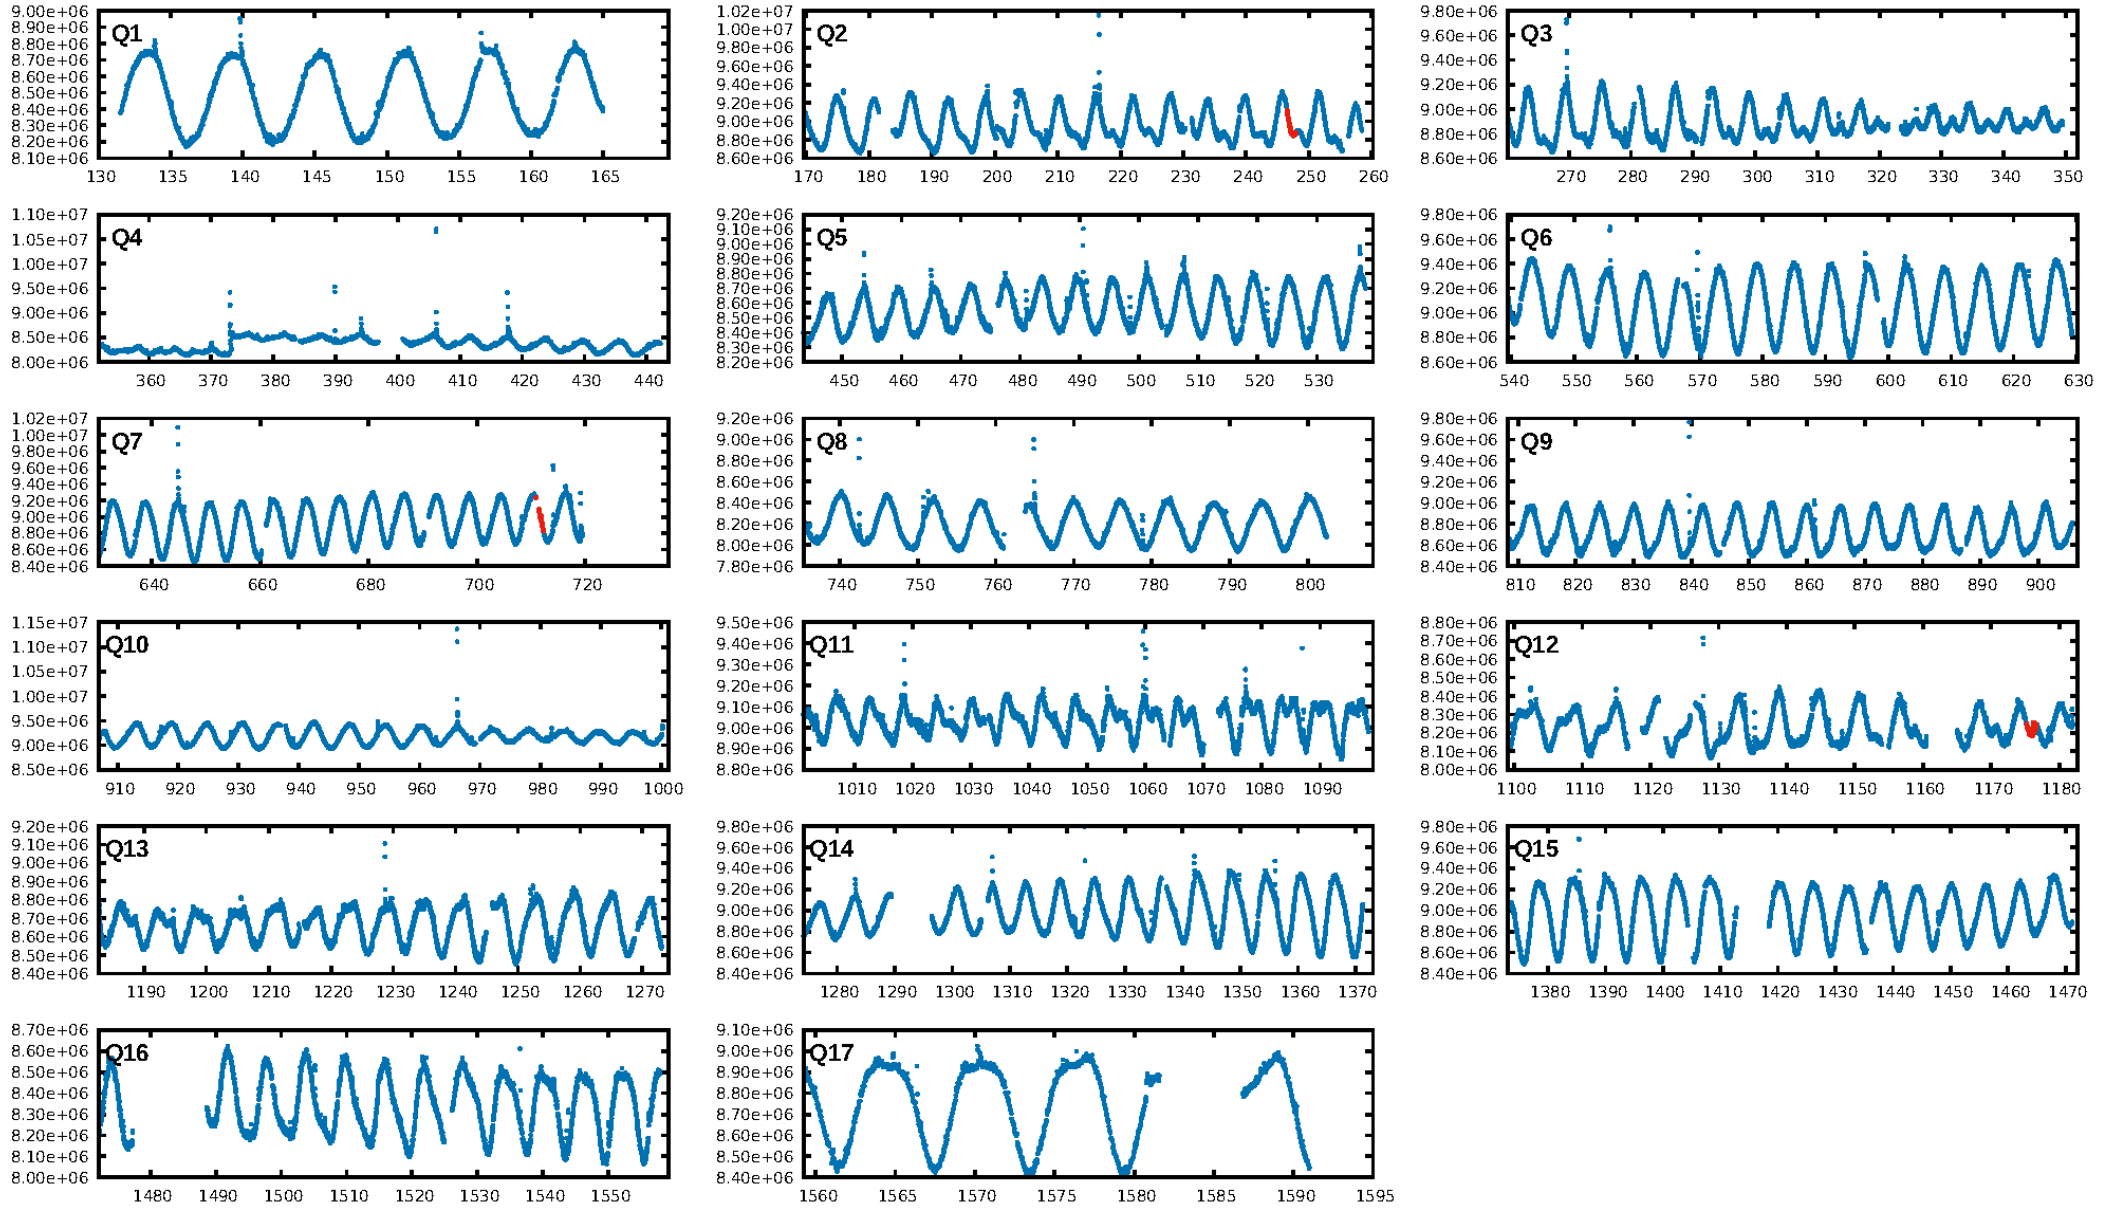 9.00e+06
8.90e+06
Q1
8.80e+06
8.70e+06
8.60e+06
8.50e+06
8.40e+06
8.30e+06
8.20e+06
8.10e+06
130 135 140 145 150 155 160 165
1.02e+07
1.00e+07
Q2
9.80e+06
9.60e+06
9.40e+06
9.20e+06
9.00e+06
8.80e+06
8.60e+06
170 180 190 200 210 220 230 240 250 260
9.80e+06
Q3
9.60e+06
9.40e+06
9.20e+06
9.00e+06
8.80e+06
8.60e+06
270 280 290 300 310 320 330 340 350
1.10e+07
Q4
1.05e+07
1.00e+07
9.50e+06
9.00e+06
8.50e+06
8.00e+06
360 370 380 390 400 410 420 430 440
9.20e+06
9.10e+06
Q5
9.00e+06
8.90e+06
8.80e+06
8.70e+06
8.60e+06
8.50e+06
8.40e+06
8.30e+06
8.20e+06
450 460 470 480 490 500 510 520 530
9.80e+06
Q6
9.60e+06
9.40e+06
9.20e+06
9.00e+06
8.80e+06
8.60e+06
540 550 560 570 580 590 600 610 620 630
1.02e+07
1.00e+07
Q7
9.80e+06
9.60e+06
9.40e+06
9.20e+06
9.00e+06
8.80e+06
8.60e+06
8.40e+06
640 660 680 700 720
9.20e+06
Q8
9.00e+06
8.80e+06
8.60e+06
8.40e+06
8.20e+06
8.00e+06
7.80e+06
740 750 760 770 780 790 800
9.80e+06
Q9
9.60e+06
9.40e+06
9.20e+06
9.00e+06
8.80e+06
8.60e+06
8.40e+06
810 820 830 840 850 860 870 880 890 900
1.15e+07
Q10
1.10e+07
1.05e+07
1.00e+07
9.50e+06
9.00e+06
8.50e+06
910 920 930 940 950 960 970 980 990 1000
9.50e+06
Q11
9.40e+06
9.30e+06
9.20e+06
9.10e+06
9.00e+06
8.90e+06
8.80e+06
1010 1020 1030 1040 1050 1060 1070 1080 1090
8.80e+06
Q12
8.70e+06
8.60e+06
8.50e+06
8.40e+06
8.30e+06
8.20e+06
8.10e+06
8.00e+06
1100 1110 1120 1130 1140 1150 1160 1170 1180
9.20e+06
Q13
9.10e+06
9.00e+06
8.90e+06
8.80e+06
8.70e+06
8.60e+06
8.50e+06
8.40e+06
1190 1200 1210 1220 1230 1240 1250 1260 1270
9.80e+06
Q14
9.60e+06
9.40e+06
9.20e+06
9.00e+06
8.80e+06
8.60e+06
8.40e+06
1280 1290 1300 1310 1320 1330 1340 1350 1360 1370
9.80e+06
Q15
9.60e+06
9.40e+06
9.20e+06
9.00e+06
8.80e+06
8.60e+06
8.40e+06
1380 1390 1400 1410 1420 1430 1440 1450 1460 1470
8.70e+06
Q16
8.60e+06
8.50e+06
8.40e+06
8.30e+06
8.20e+06
8.10e+06
8.00e+06
1480 1490 1500 1510 1520 1530 1540 1550
9.10e+06
Q17
9.00e+06
8.90e+06
8.80e+06
8.70e+06
8.60e+06
8.50e+06
8.40e+06
1560 1565 1570 1575 1580 1585 1590 1595